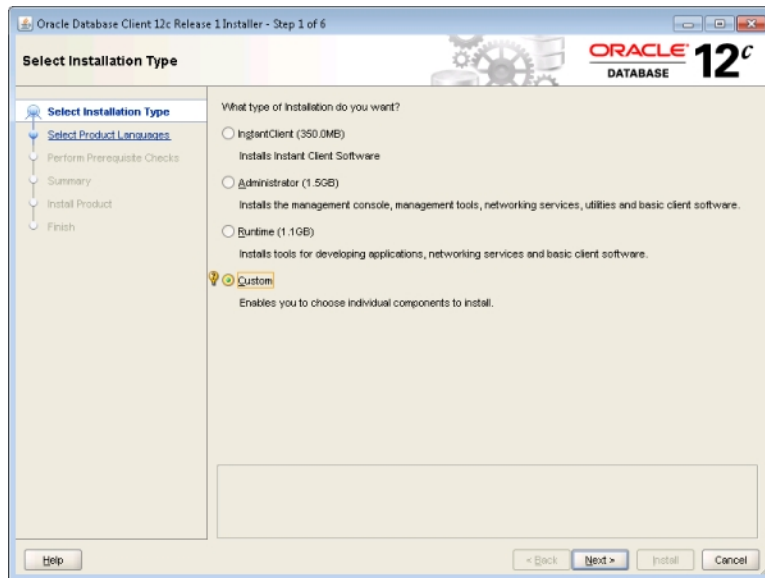 Oracle Database Client 12c Release 1 Installer - Step 1 of 6
Select Installation Type
ORACLE
DATABASE
12c
Select Installation Type
Select Product Languages
Perform Prerequisite Checks
Summary
Install Product
Finish
What type of installation do you want?
InstantClient (350.0MB)
Installs Instant Client Software
Administrator (1.5GB)
Installs the management console, management tools, networking services, utilities and basic client software.
Runtime (1.1GB)
Installs tools for developing applications, networking services and basic client software.
Custom
Enables you to choose individual components to install.
Help
< Back
Next >
Install
Cancel